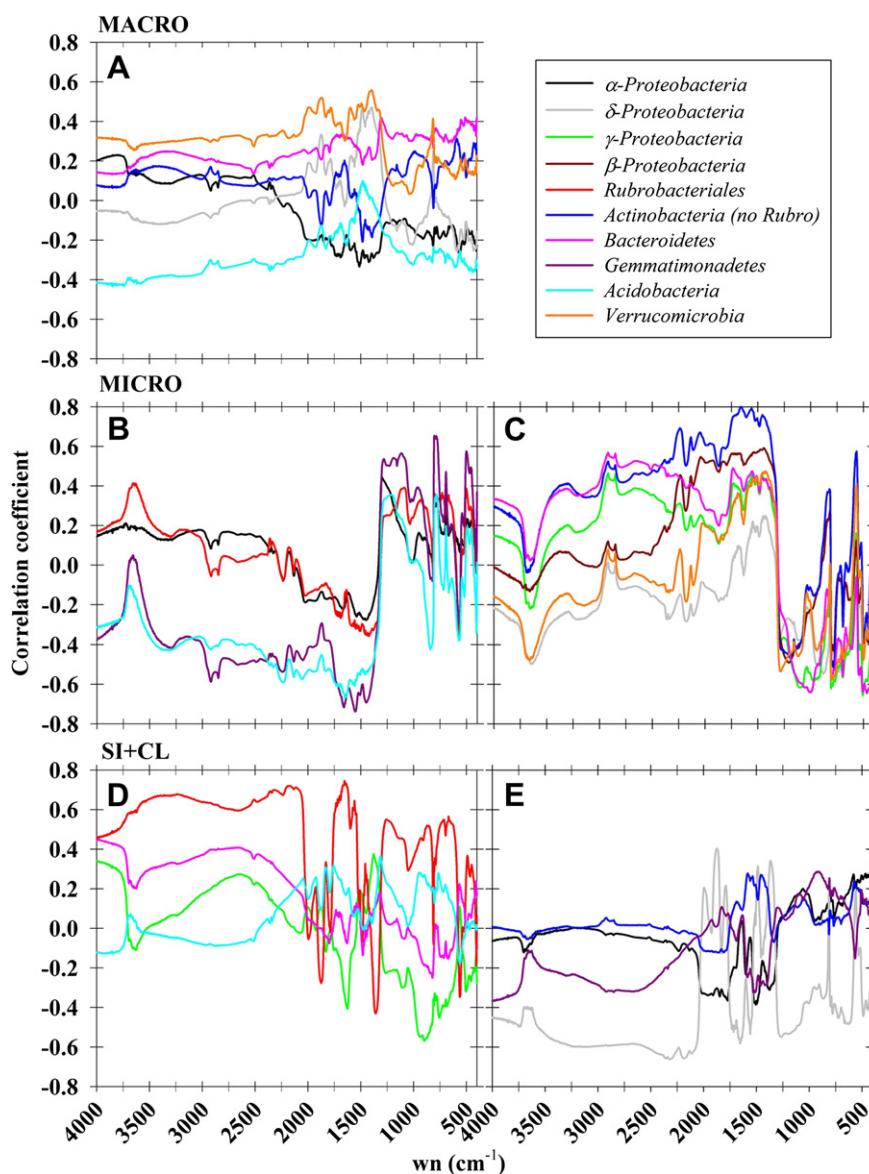 MACRO
0.8
0.6
0.4
0.2
0.0
-0.2
-0.4
-0.6
-0.8
A
α-Proteobacteria
δ-Proteobacteria
γ-Proteobacteria
β-Proteobacteria
Rubrobacteriales
Actinobacteria (no Rubro)
Bacteroidetes
Gemmatimonadetes
Acidobacteria
Verrucomicrobia
MICRO
Correlation coefficient
0.8
0.6
0.4
0.2
0.0
-0.2
-0.4
-0.6
-0.8
B
C
SI+CL
0.8
0.6
0.4
0.2
0.0
-0.2
-0.4
-0.6
-0.8
D
E
4000 3500 3000 2500 2000 1500 1000 500 4000 3500 3000 2500 2000 1500 1000 500
wn (cm-1)